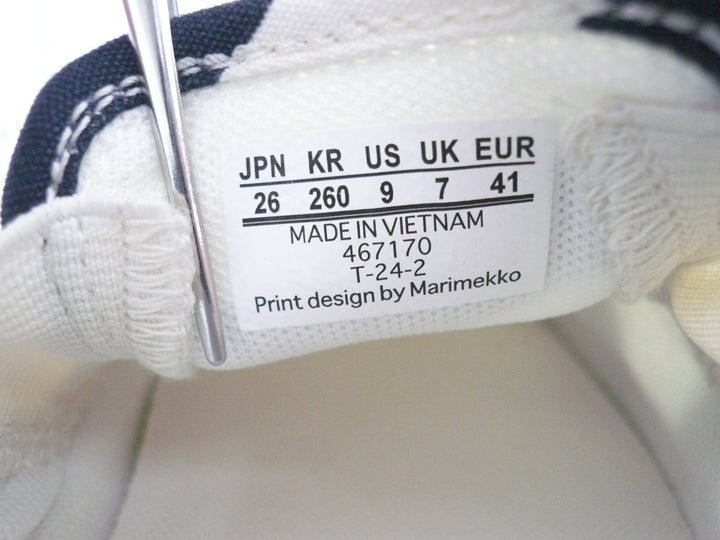 JPN KR US UK EUR
26 260 9 7 41
MADE IN VIETNAM
467170
T-24-2
Print design by Marimekko